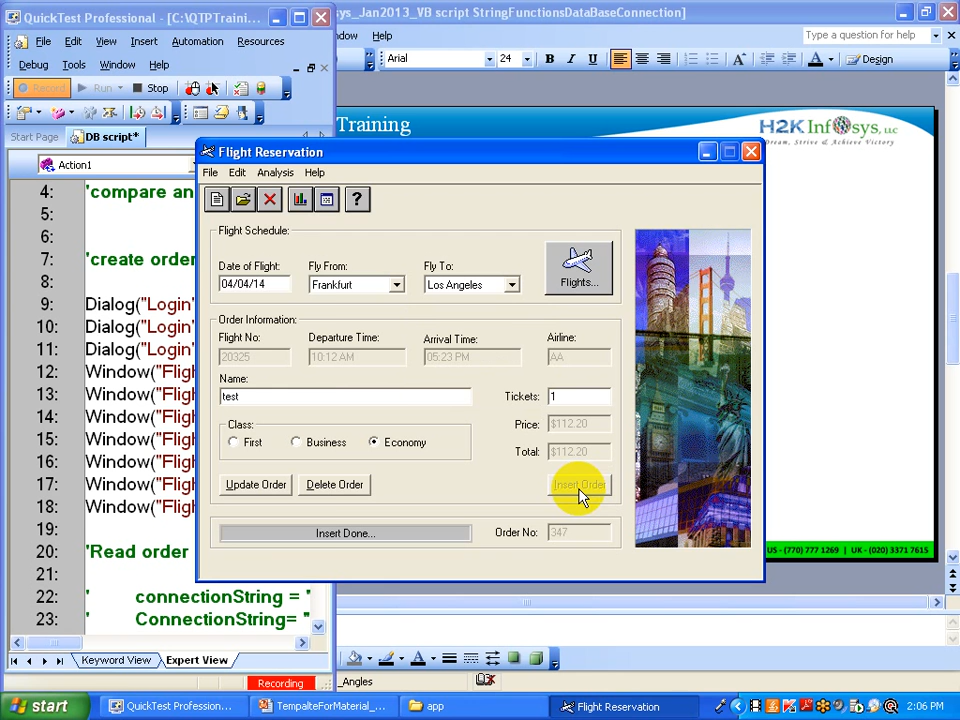 QuickTest Professional - [C:\QTPTraini...
sys_Jan2013_VB script StringFunctionsDataBaseConnection]
File Edit View Insert Automation Resources
Debug Tools Window Help
Help
Type a question for help
Record Run Stop
Arial 24 B I U A A Design
Start Page DB script*
Training
H2K Infosys, LLC
Dream, Strive & Achieve Victory
Action1
4: 'compare an
5:
6:
7: 'create order
8:
9: Dialog("Login"
10: Dialog("Login"
11: Dialog("Login"
12: Window("Fligh
13: Window("Fligh
14: Window("Fligh
15: Window("Fligh
16: Window("Fligh
17: Window("Fligh
18: Window("Fligh
19:
20: 'Read order
21:
22: ' connectionString = "
23: ' ConnectionString= "
Flight Reservation
File Edit Analysis Help
?
Flight Schedule:
Date of Flight: Fly From: Fly To:
04/04/14 Frankfurt Los Angeles
Flights...
Order Information:
Flight No: Departure Time: Arrival Time: Airline:
20325 10:12 AM 05:23 PM AA
Name:
test
Tickets: 1
Class:
First Business Economy
Price: $112.20
Total: $112.20
Update Order Delete Order Insert Order
Insert Done... Order No: 347
US - (770) 777 1269 | UK - (020) 3371 7615
Keyword View Expert View
Recording
_Angles
start QuickTest Professional... TempalteForMaterial_... app Flight Reservation 2:06 PM